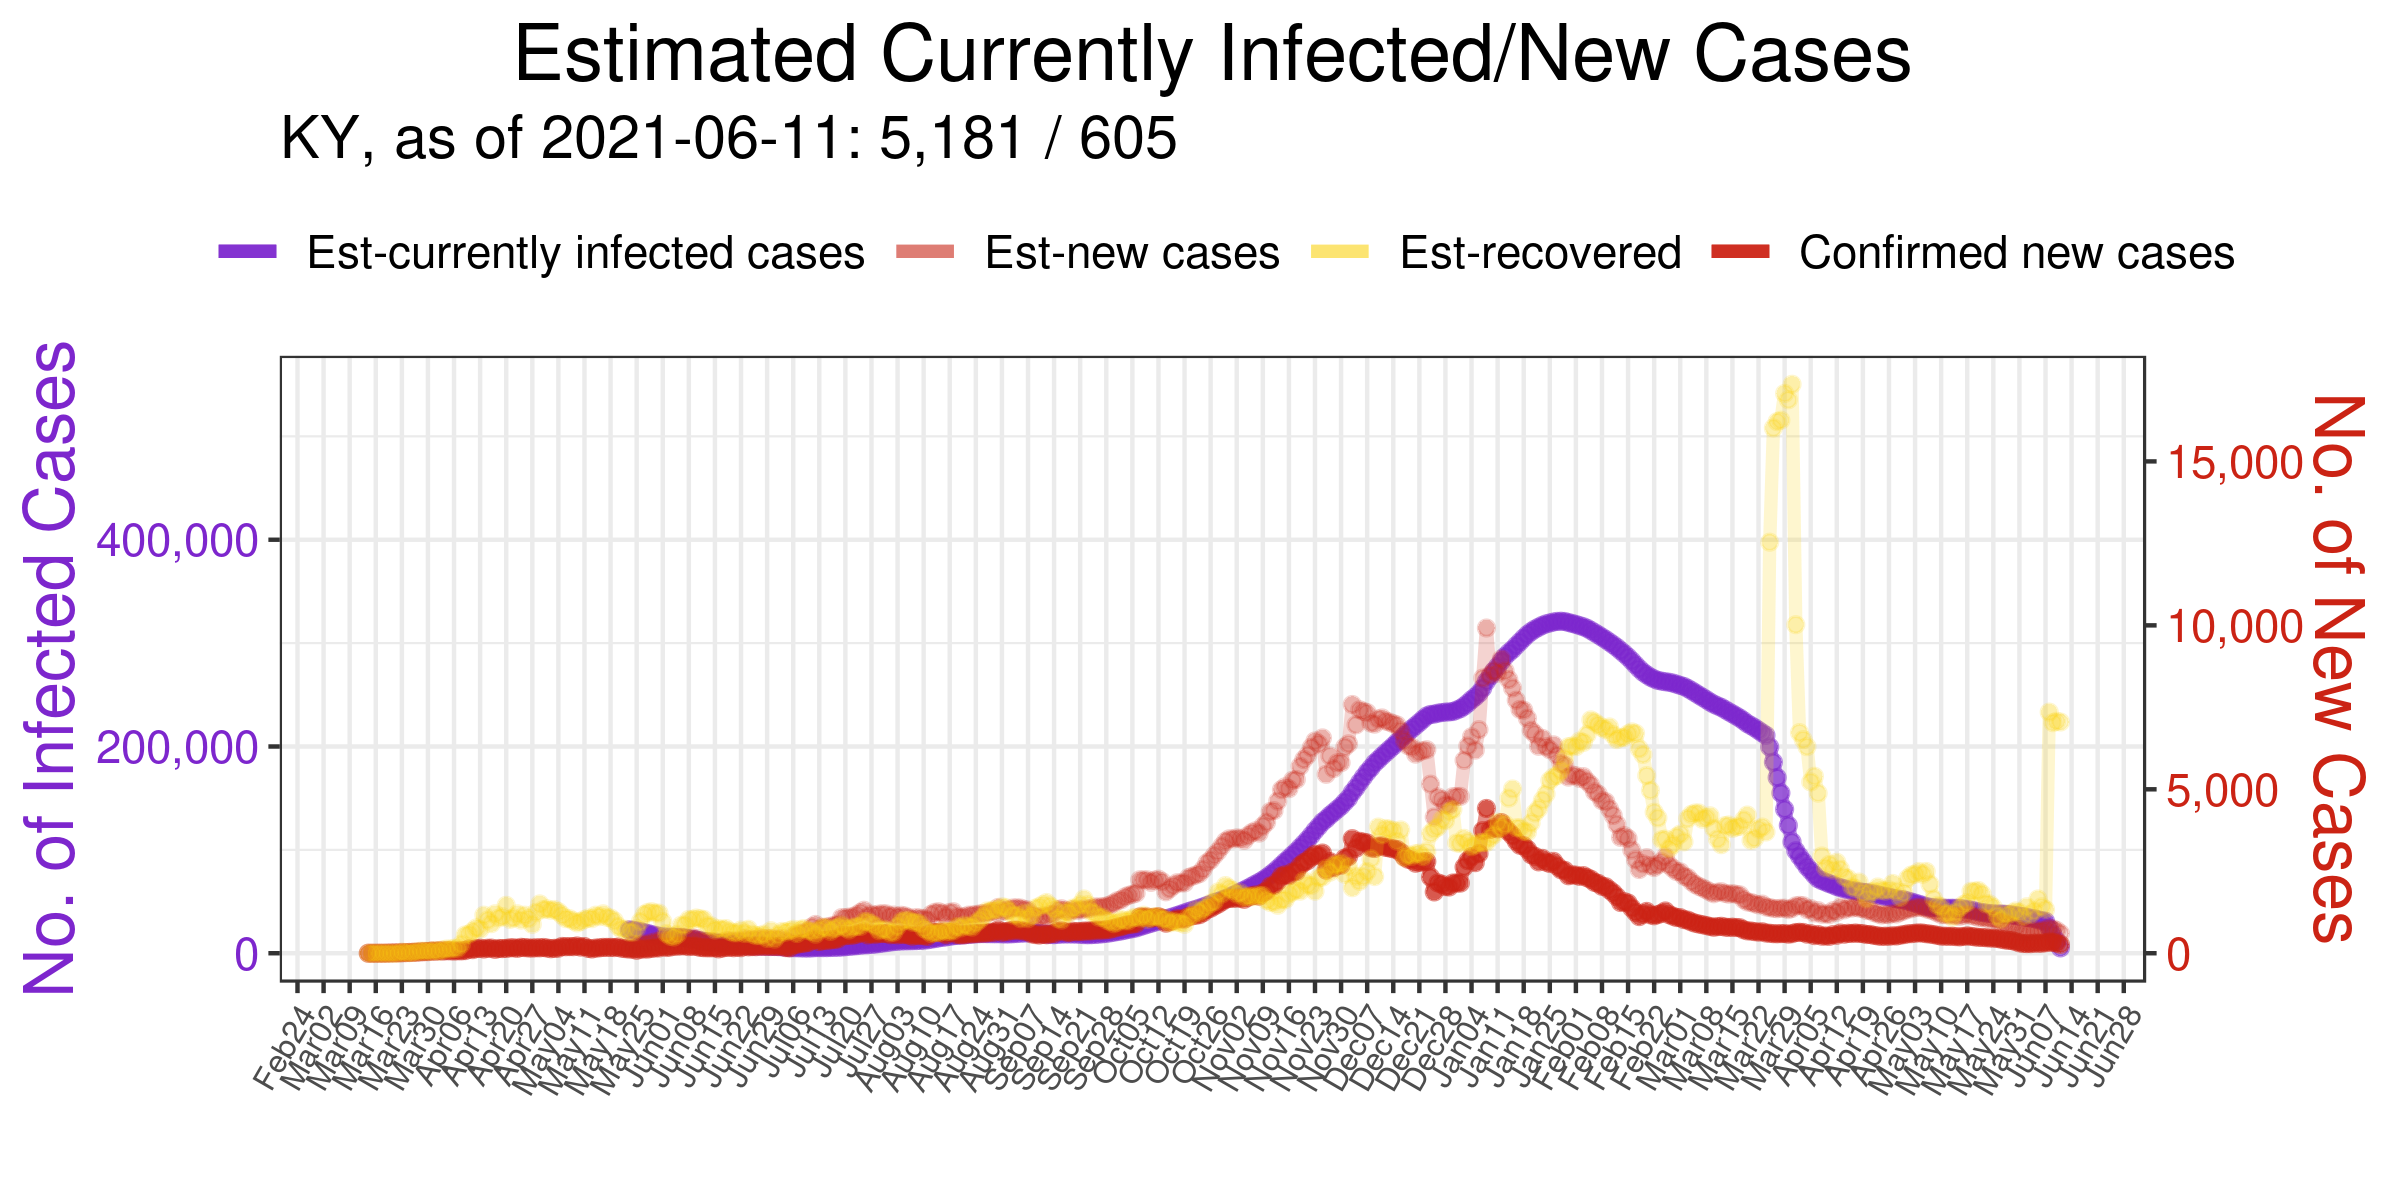 Estimated Currently Infected/New Cases
KY, as of 2021-06-11: 5,181 / 605
Est-currently infected cases Est-new cases Est-recovered Confirmed new cases
No. of Infected Cases
400,000
200,000
0
15,000
10,000
5,000
0
No. of New Cases
Feb24 Mar02 Mar09 Mar16 Mar23 Mar30 Apr06 Apr13 Apr20 Apr27 May04 May11 May18 May25 Jun01 Jun08 Jun15 Jun22 Jun29 Jul06 Jul13 Jul20 Jul27 Aug03 Aug10 Aug17 Aug24 Aug31 Sep07 Sep14 Sep21 Sep28 Oct05 Oct12 Oct19 Oct26 Nov02 Nov09 Nov16 Nov23 Nov30 Dec07 Dec14 Dec21 Dec28 Jan04 Jan11 Jan18 Jan25 Feb01 Feb08 Feb15 Feb22 Mar01 Mar08 Mar15 Mar22 Mar29 Apr05 Apr12 Apr19 Apr26 May03 May10 May17 May24 May31 Jun07 Jun14 Jun21 Jun28